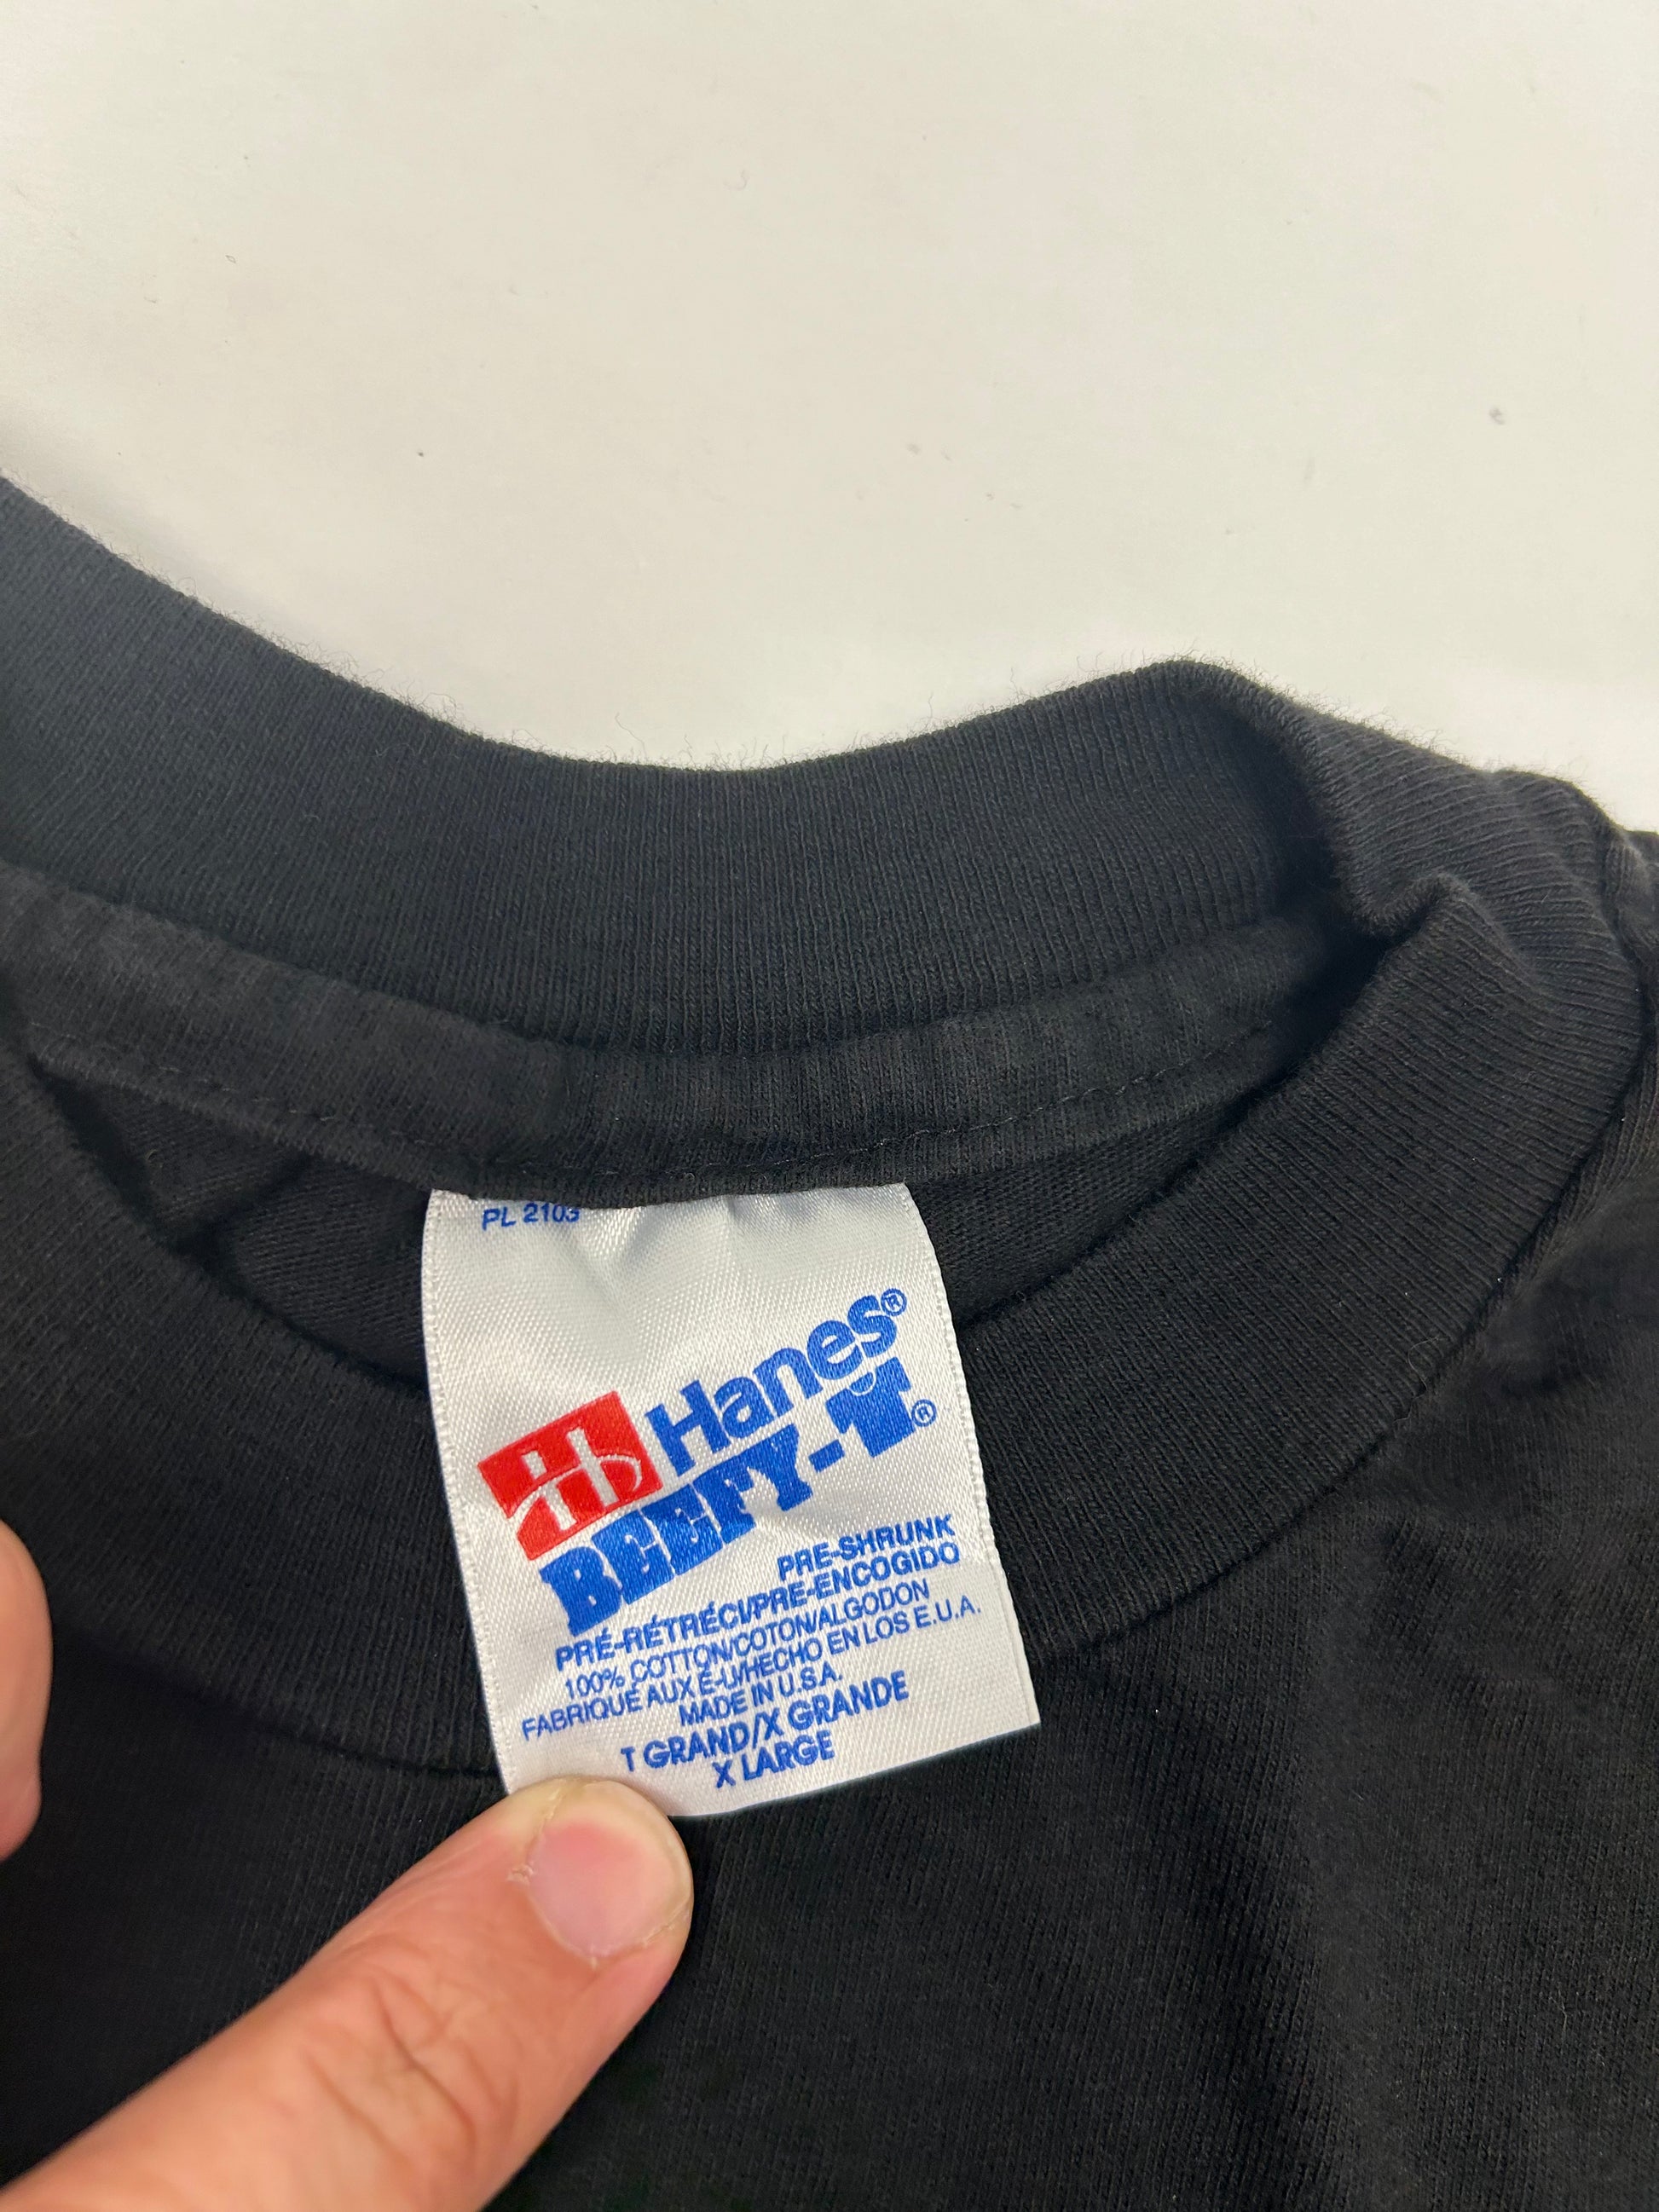 PL 2103
Hanes®
BEEFY-T®
PRE-SHRUNK
PRÉ-RÉTRÉCI/PRE-ENCOGIDO
100% COTTON/COTON/ALGODON
FABRIQUÉ AUX É-U/HECHO EN LOS E.U.A.
MADE IN U.S.A.
T GRAND/X GRANDE
X LARGE